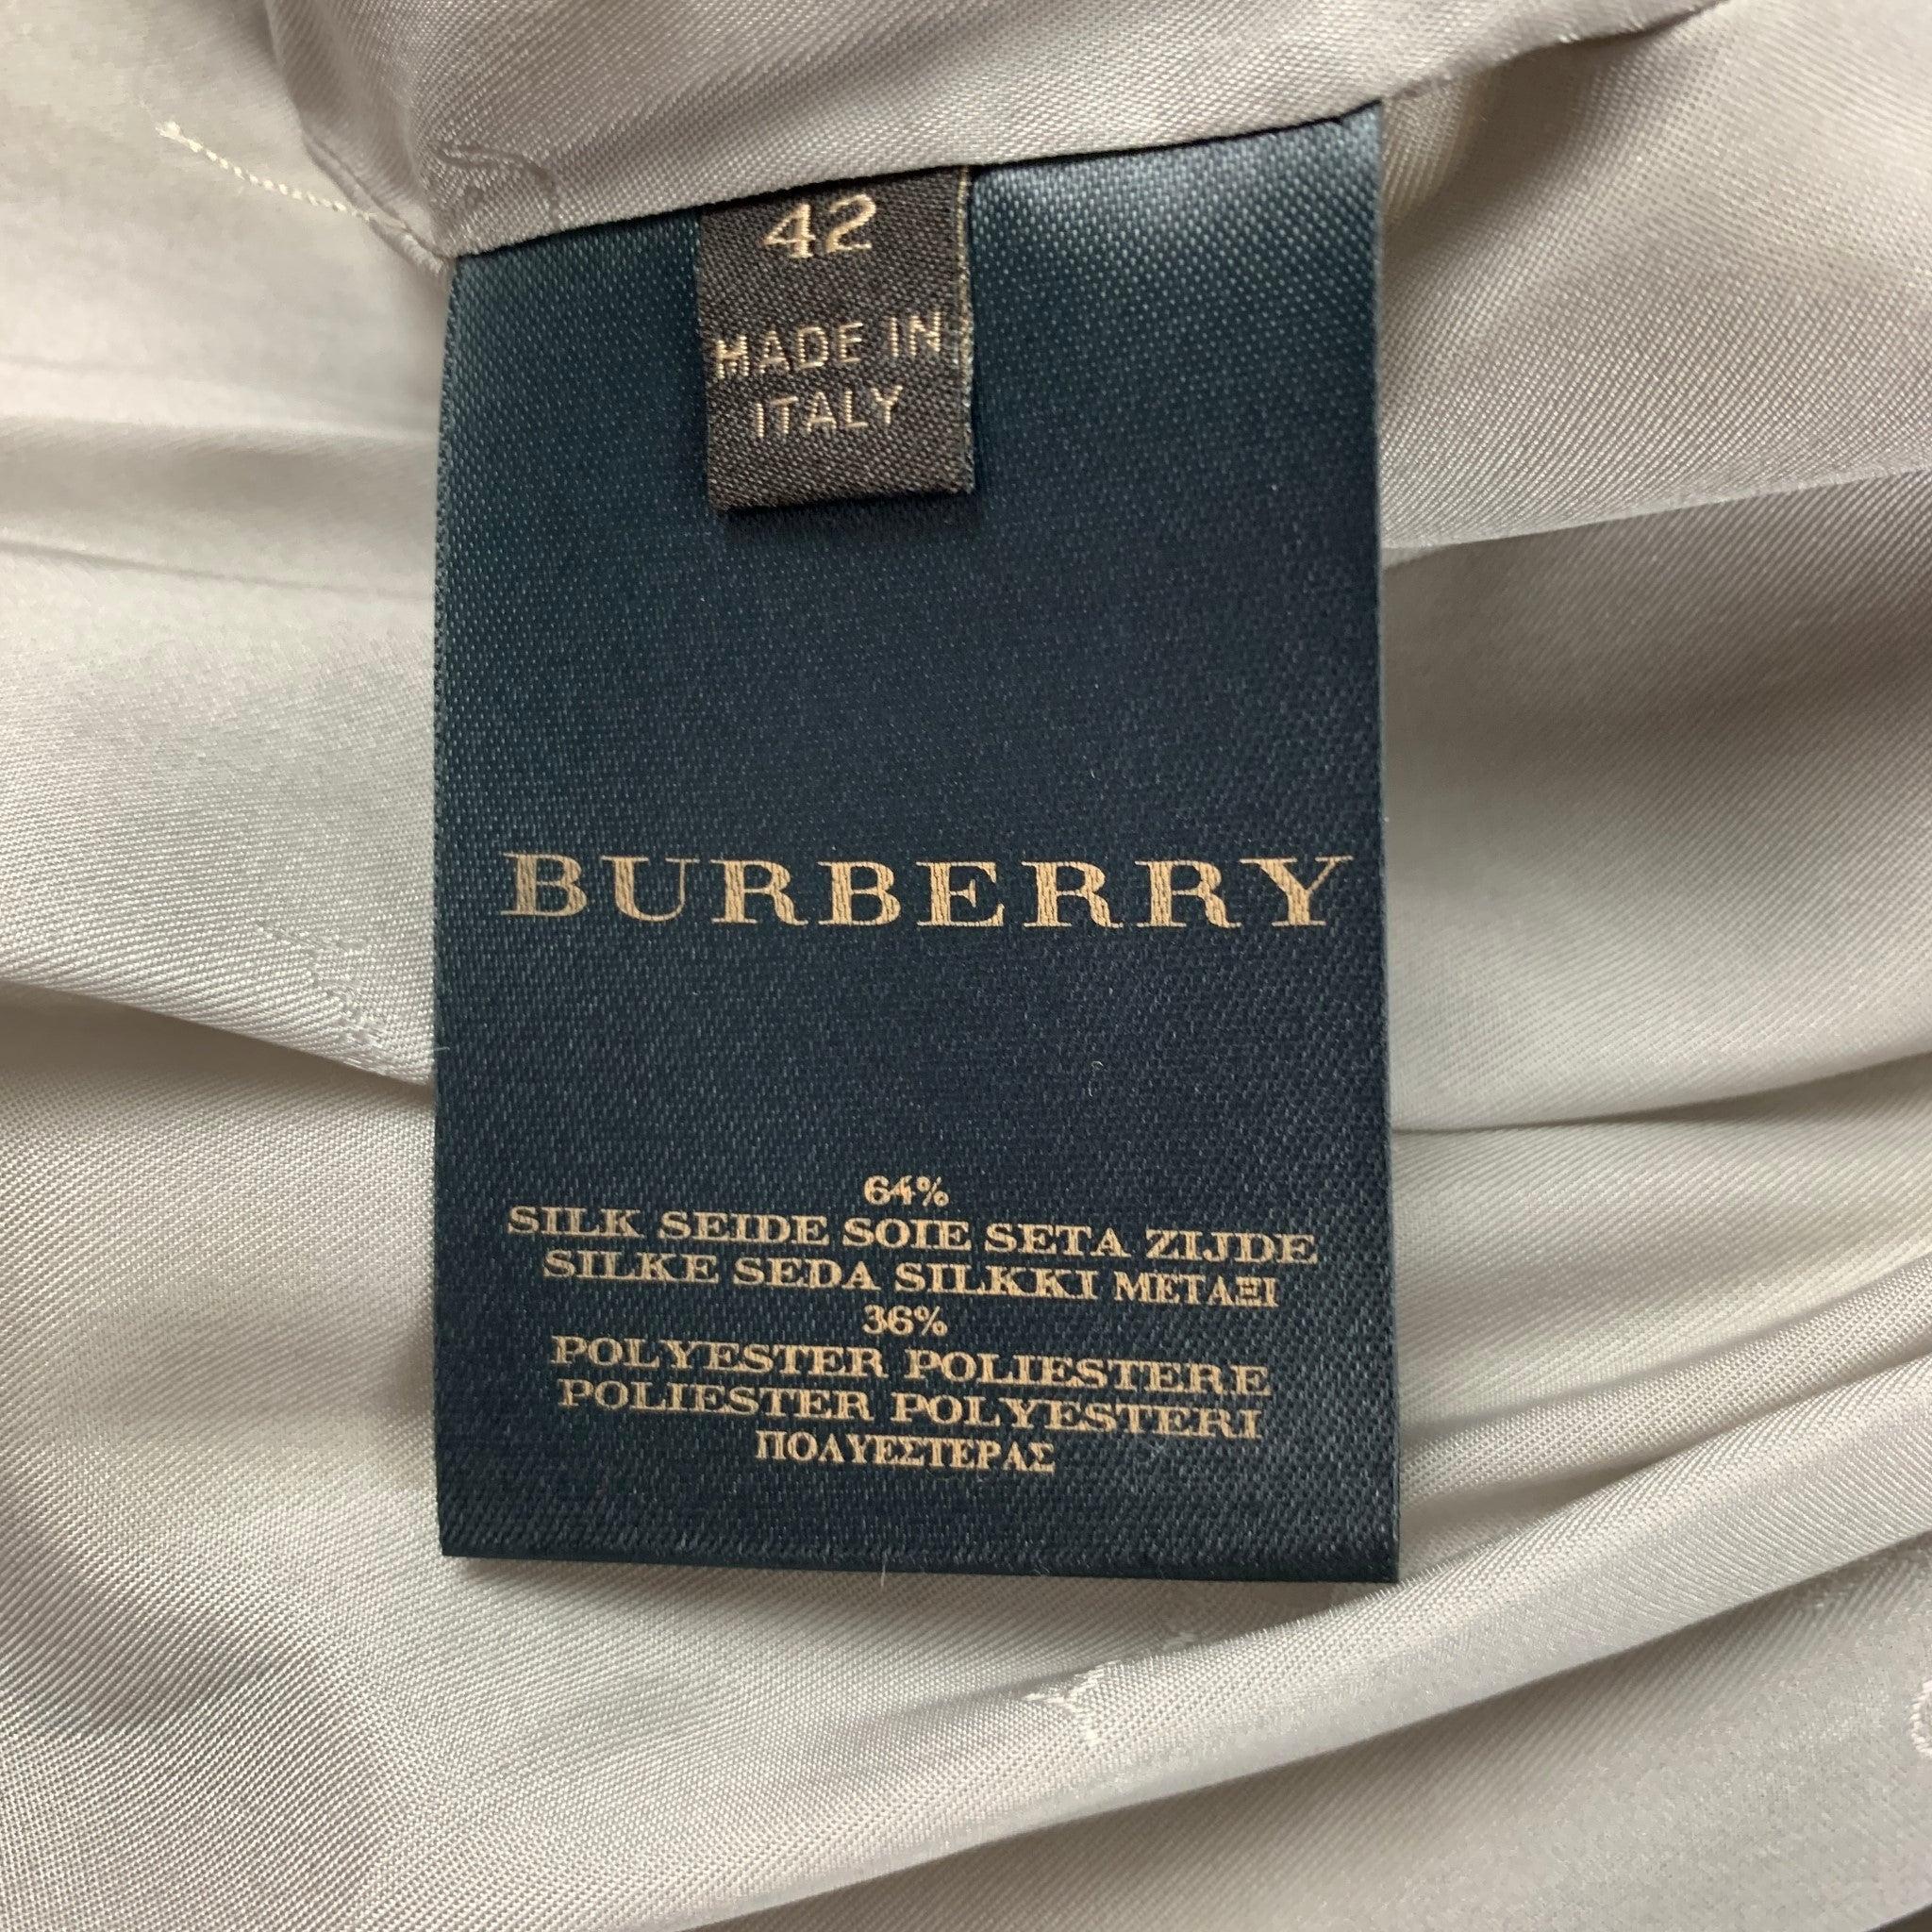 42
MADE IN
ITALY
BURBERRY
64%
SILK SEIDE SOIE SETA ZIJDE
SILKE SEDA SILKKI ΜΕΤΑΞΙ
36%
POLYESTER POLIESTERE
POLIESTER POLYESTERI
ΠΟΛΥΕΣΤΕΡΑΣ